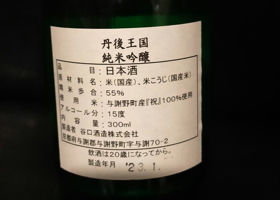 丹後王国
純米吟醸
品目：日本酒
原材料名：米(国産)、米こうじ(国産米)
精米歩合：55%
使用米：与謝野町産『祝』100%使用
アルコール分：15度
内容量：300ml
製造者 谷口酒造株式会社
京都府与謝郡与謝野町字与謝70-2
飲酒は20歳になってから。
製造年月 '23.1.